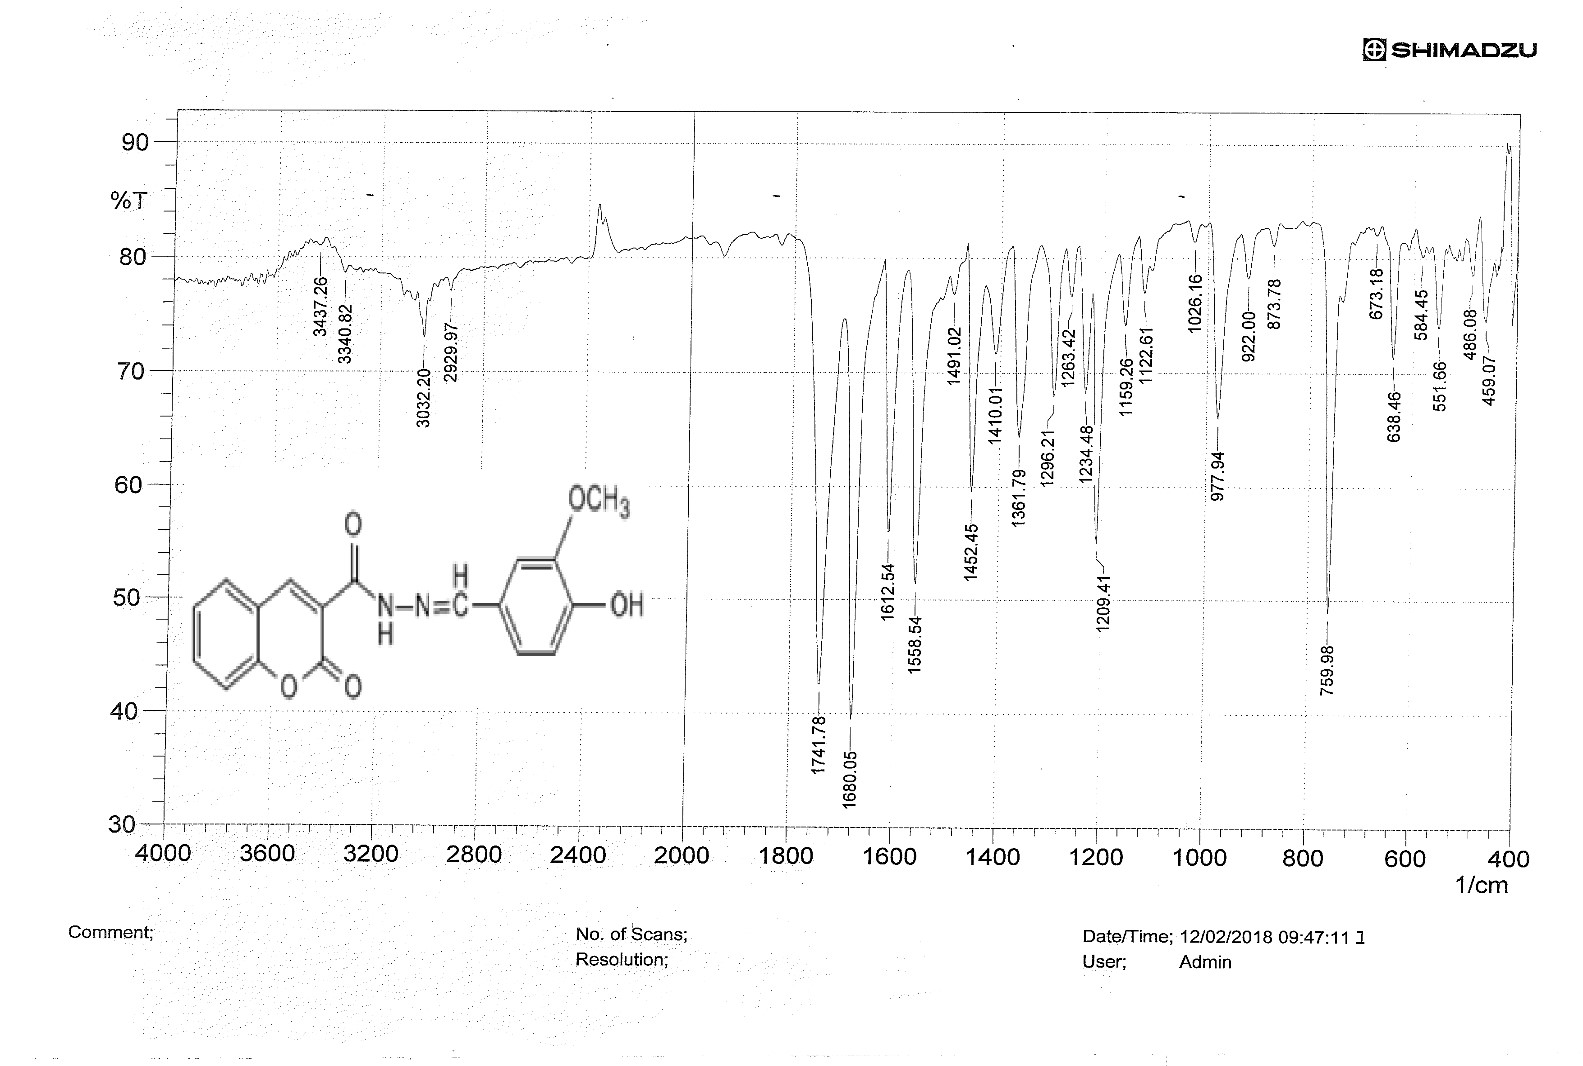 SHIMADZU
90
%T
80
70
60
50
40
30
3437.26
3340.82
3032.20
2929.97
1741.78
1680.05
1612.54
1558.54
1491.02
1452.45
1410.01
1361.79
1296.21
1263.42
1234.48
1209.41
1159.26
1122.61
1026.16
977.94
922.00
873.78
759.98
673.18
638.46
584.45
551.66
486.08
459.07
OCH3
O
H
N–N=C
H
OH
O
O
4000 3600 3200 2800 2400 2000 1800 1600 1400 1200 1000 800 600 400
1/cm
Comment; No. of Scans; Date/Time; 12/02/2018 09:47:11
Resolution; User; Admin